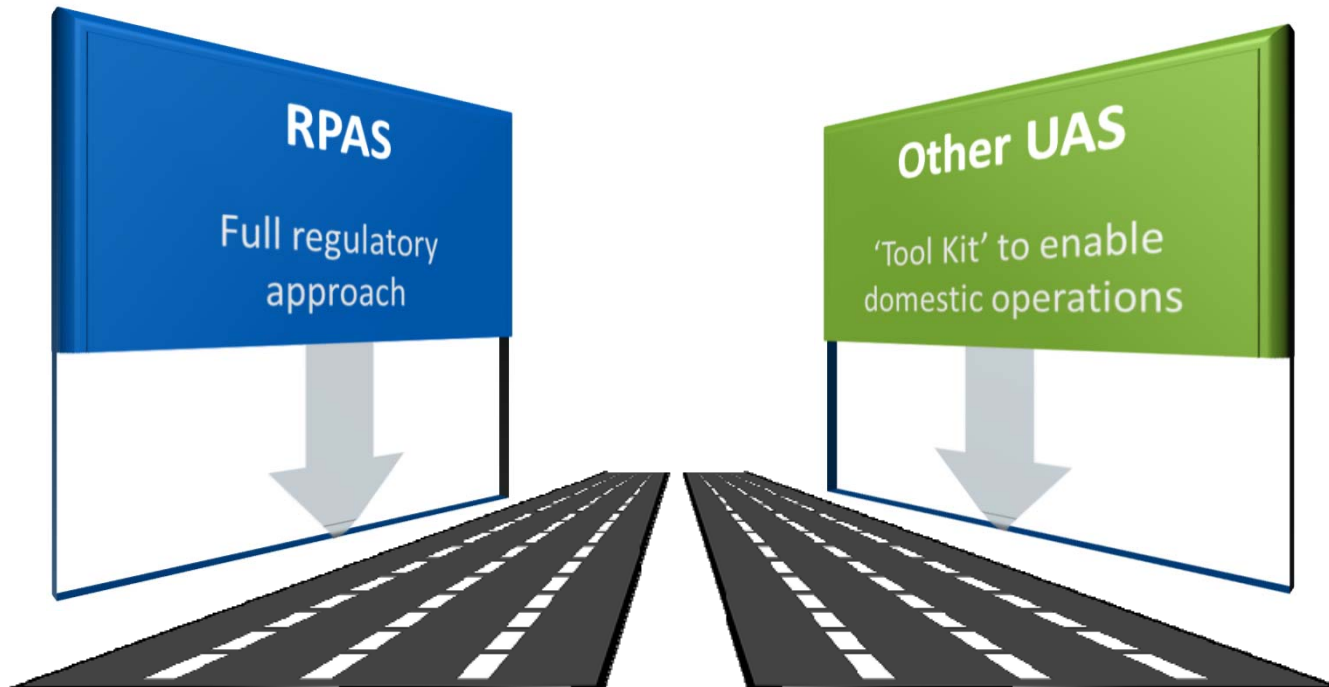 RPAS
Full regulatory
approach
Other UAS
‘Tool Kit’ to enable
domestic operations